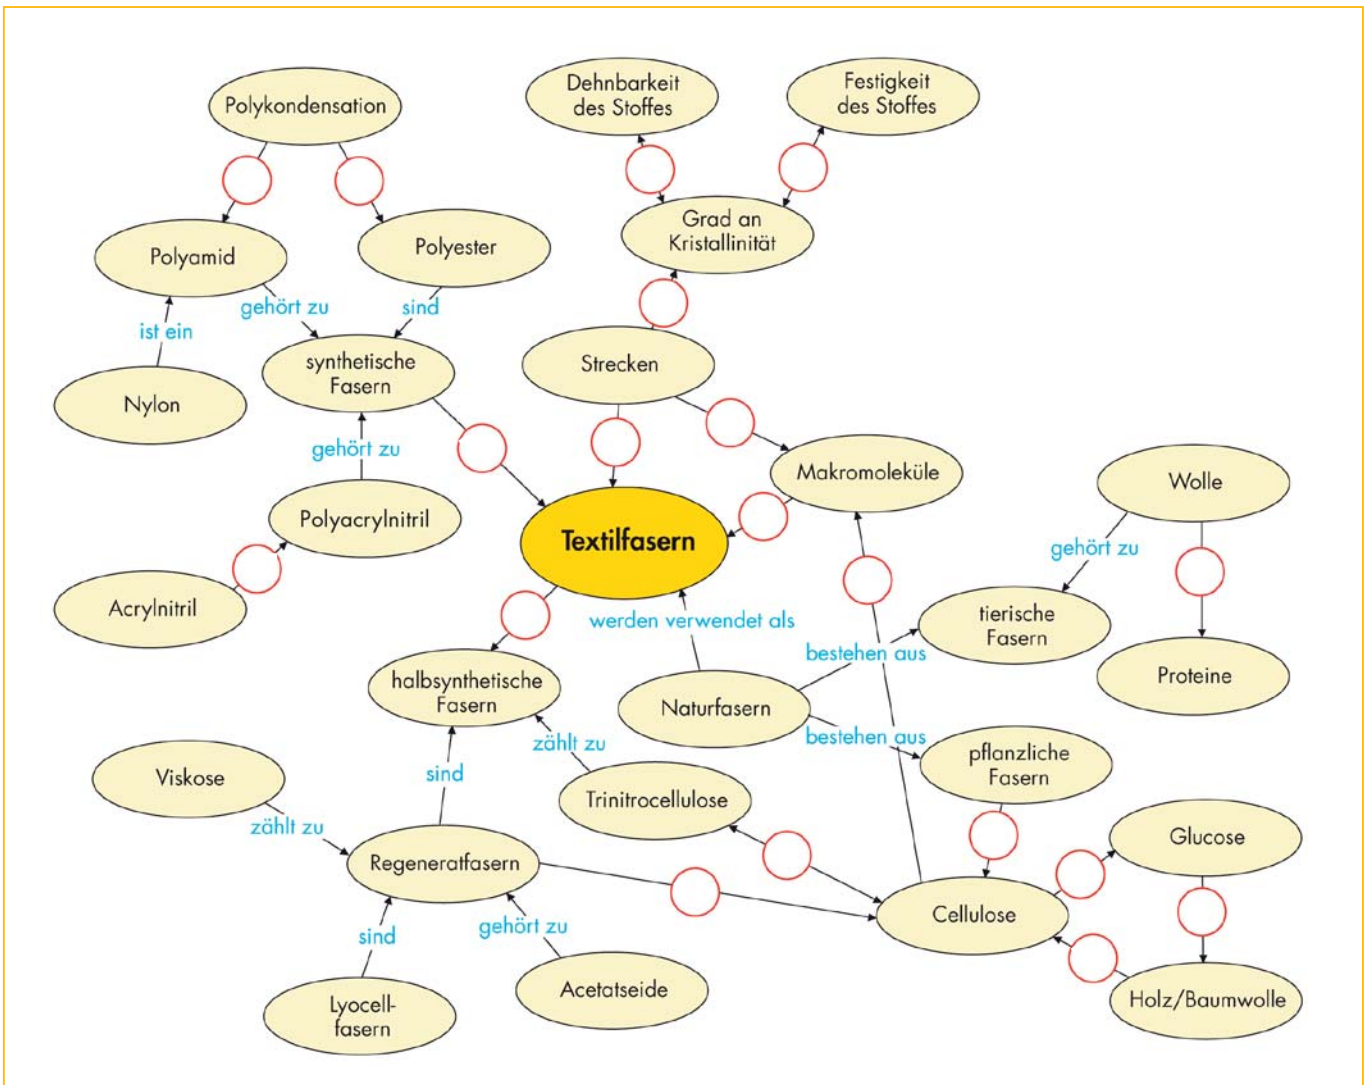 Polykondensation
Dehnbarkeit
des Stoffes
Festigkeit
des Stoffes
Polyamid
Polyester
Grad an
Kristallinität
gehört zu
sind
ist ein
synthetische
Fasern
Strecken
Nylon
gehört zu
Makromoleküle
Wolle
Polyacrylnitril
Textilfasern
gehört zu
Acrylnitril
werden verwendet als
tierische
Fasern
bestehen aus
halbsynthetische
Fasern
Naturfasern
Proteine
bestehen aus
zählt zu
pflanzliche
Fasern
Viskose
sind
Trinitrocellulose
zählt zu
Glucose
Regeneratfasern
Cellulose
gehört zu
sind
Acetatseide
Holz/Baumwolle
Lyocell-
fasern